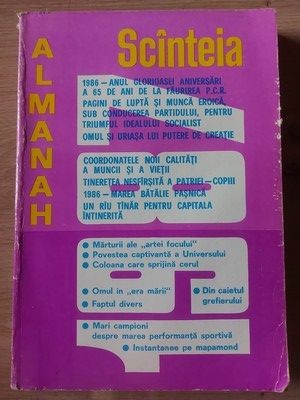 ALMANAH
Scînteia
1986 — ANUL GLORIOASEI ANIVERSĂRI
A 65 DE ANI DE LA FĂURIREA P.C.R.
PAGINI DE LUPTĂ ȘI MUNCĂ EROICĂ,
SUB CONDUCEREA PARTIDULUI, PENTRU
TRIUMFUL IDEALULUI SOCIALIST
OMUL ȘI URIAȘA LUI PUTERE DE CREAȚIE
COORDONATELE NOII CALITĂȚI
A MUNCII ȘI A VIEȚII
TINEREȚEA NESFÎRȘITĂ A PATRIEI — COPIII
1986 — MAREA BĂTĂLIE PAȘNICĂ
UN RÎU TÎNĂR PENTRU CAPITALA
ÎNTINERITĂ
1986
• Mărturii ale „artei focului"
• Povestea captivantă a Universului
• Coloana care sprijină cerul
• Omul în „era mării"
• Faptul divers
• Din caietul
grefierului
• Mari campioni
despre marea performanță sportivă
• Instantanee pe mapamond